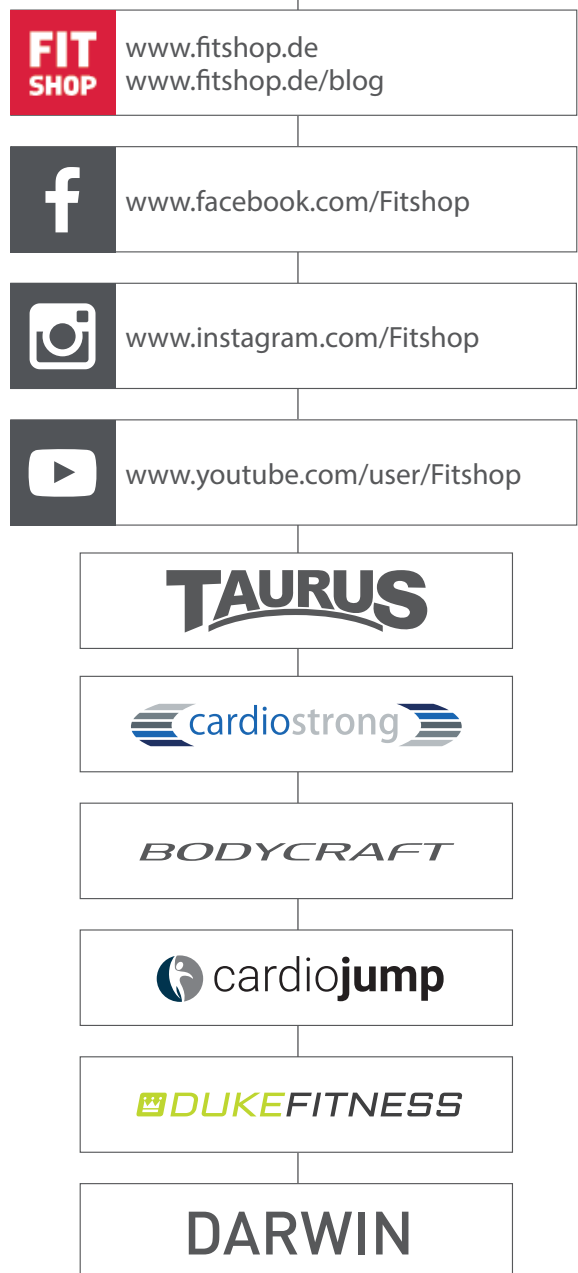 FIT
SHOP
www.fitshop.de
www.fitshop.de/blog
f
www.facebook.com/Fitshop
www.instagram.com/Fitshop
www.youtube.com/user/Fitshop
TAURUS
cardiostrong
BODYCRAFT
cardiojump
DUKEFITNESS
DARWIN